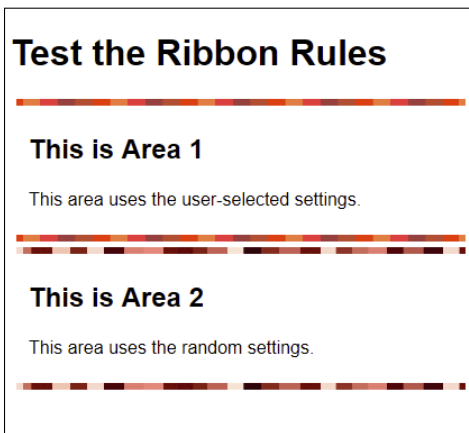 Test the Ribbon Rules
This is Area 1
This area uses the user-selected settings.
This is Area 2
This area uses the random settings.